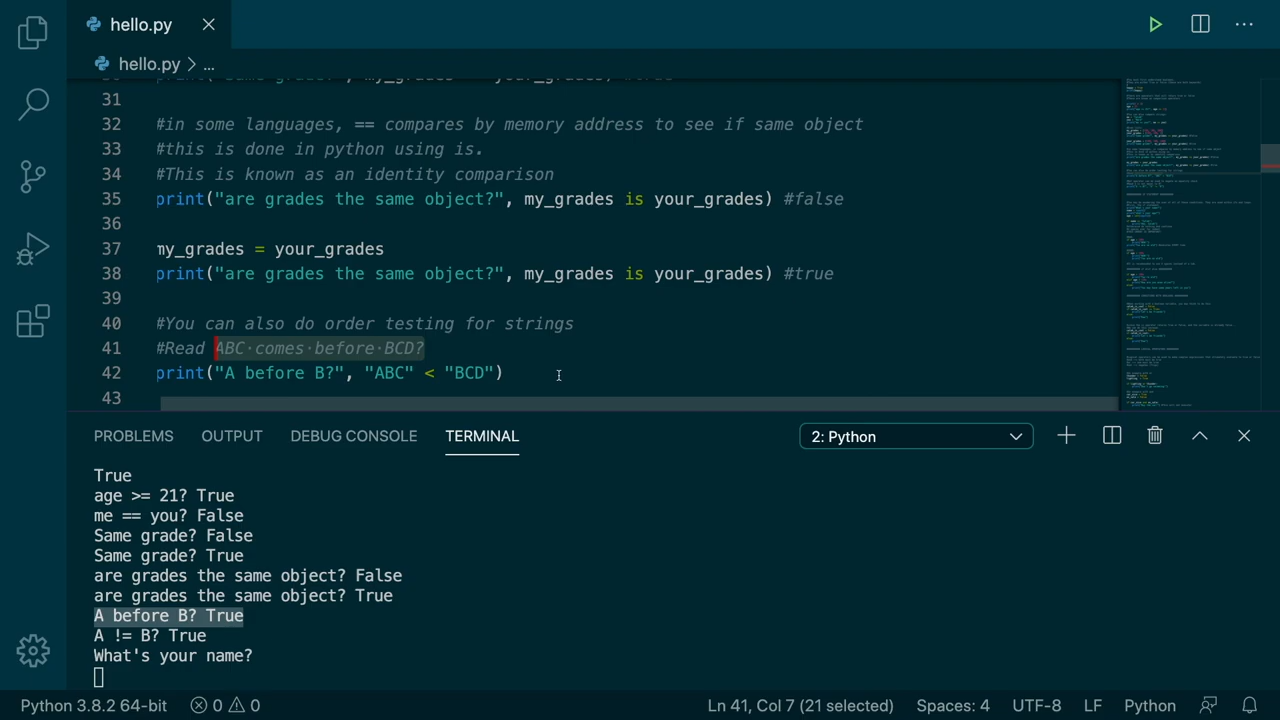 hello.py
hello.py > ...
31
32 #in some languages, == compares by memory address to see if same object
33 #this is done in python using is,
34 #This is known as an identity comparison
35 print("are grades the same object?", my_grades is your_grades) #false
36
37 my_grades = your_grades
38 print("are grades the same object?", my_grades is your_grades) #true
39
40 #You can also do order testing for strings
41 #Read ABC comes before BCD?
42 print("A before B?", "ABC" < "BCD")
43
PROBLEMS OUTPUT DEBUG CONSOLE TERMINAL 2: Python
True
age >= 21? True
me == you? False
Same grade? False
Same grade? True
are grades the same object? False
are grades the same object? True
A before B? True
A != B? True
What's your name?
Python 3.8.2 64-bit 0 0 Ln 41, Col 7 (21 selected) Spaces: 4 UTF-8 LF Python